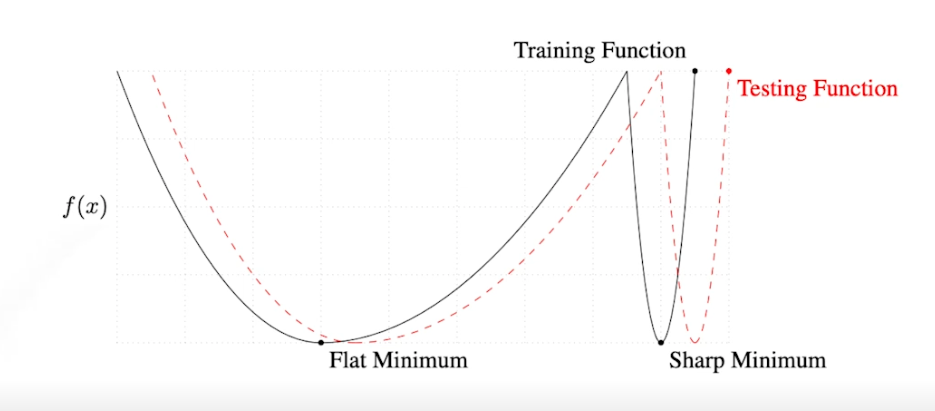 Training Function
Testing Function
f(x)
Flat Minimum
Sharp Minimum